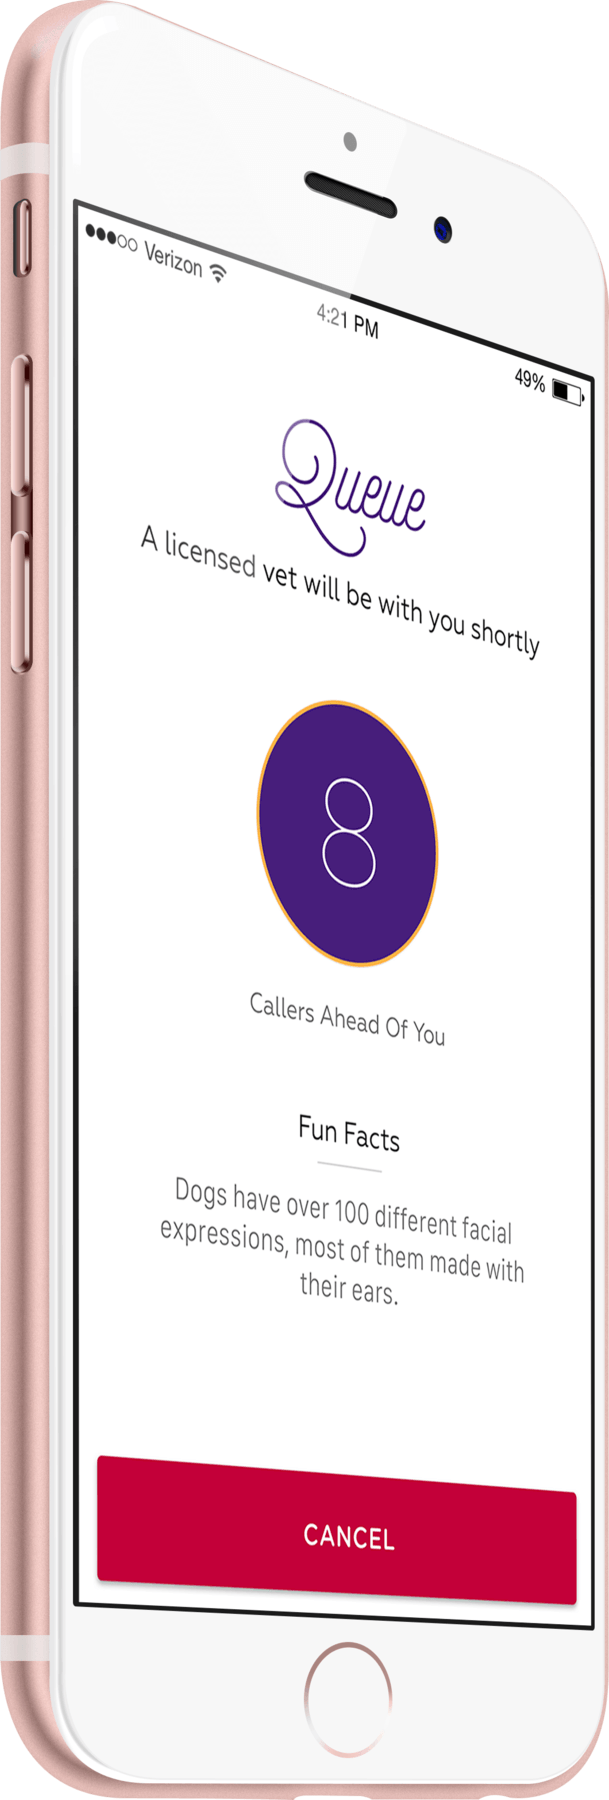 Verizon
4:21 PM
49%
Queue
A licensed vet will be with you shortly
8
Callers Ahead Of You
Fun Facts
Dogs have over 100 different facial
expressions, most of them made with
their ears.
CANCEL